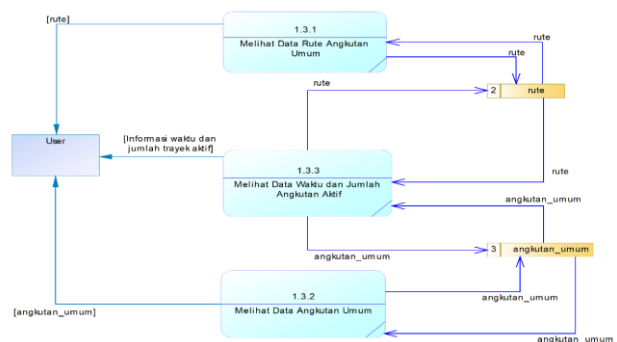 [rute]
1.3.1
Melihat Data Rute Angkutan
Umum
rute
rute
rute
2 rute
User
[Informasi waktu dan
jumlah trayek aktif]
1.3.3
Melihat Data Waktu dan Jumlah
Angkutan Aktif
rute
angkutan_umum
3 angkutan_umum
angkutan_umum
1.3.2
Melihat Data Angkutan Umum
angkutan_umum
[angkutan_umum]
angkutan_umum